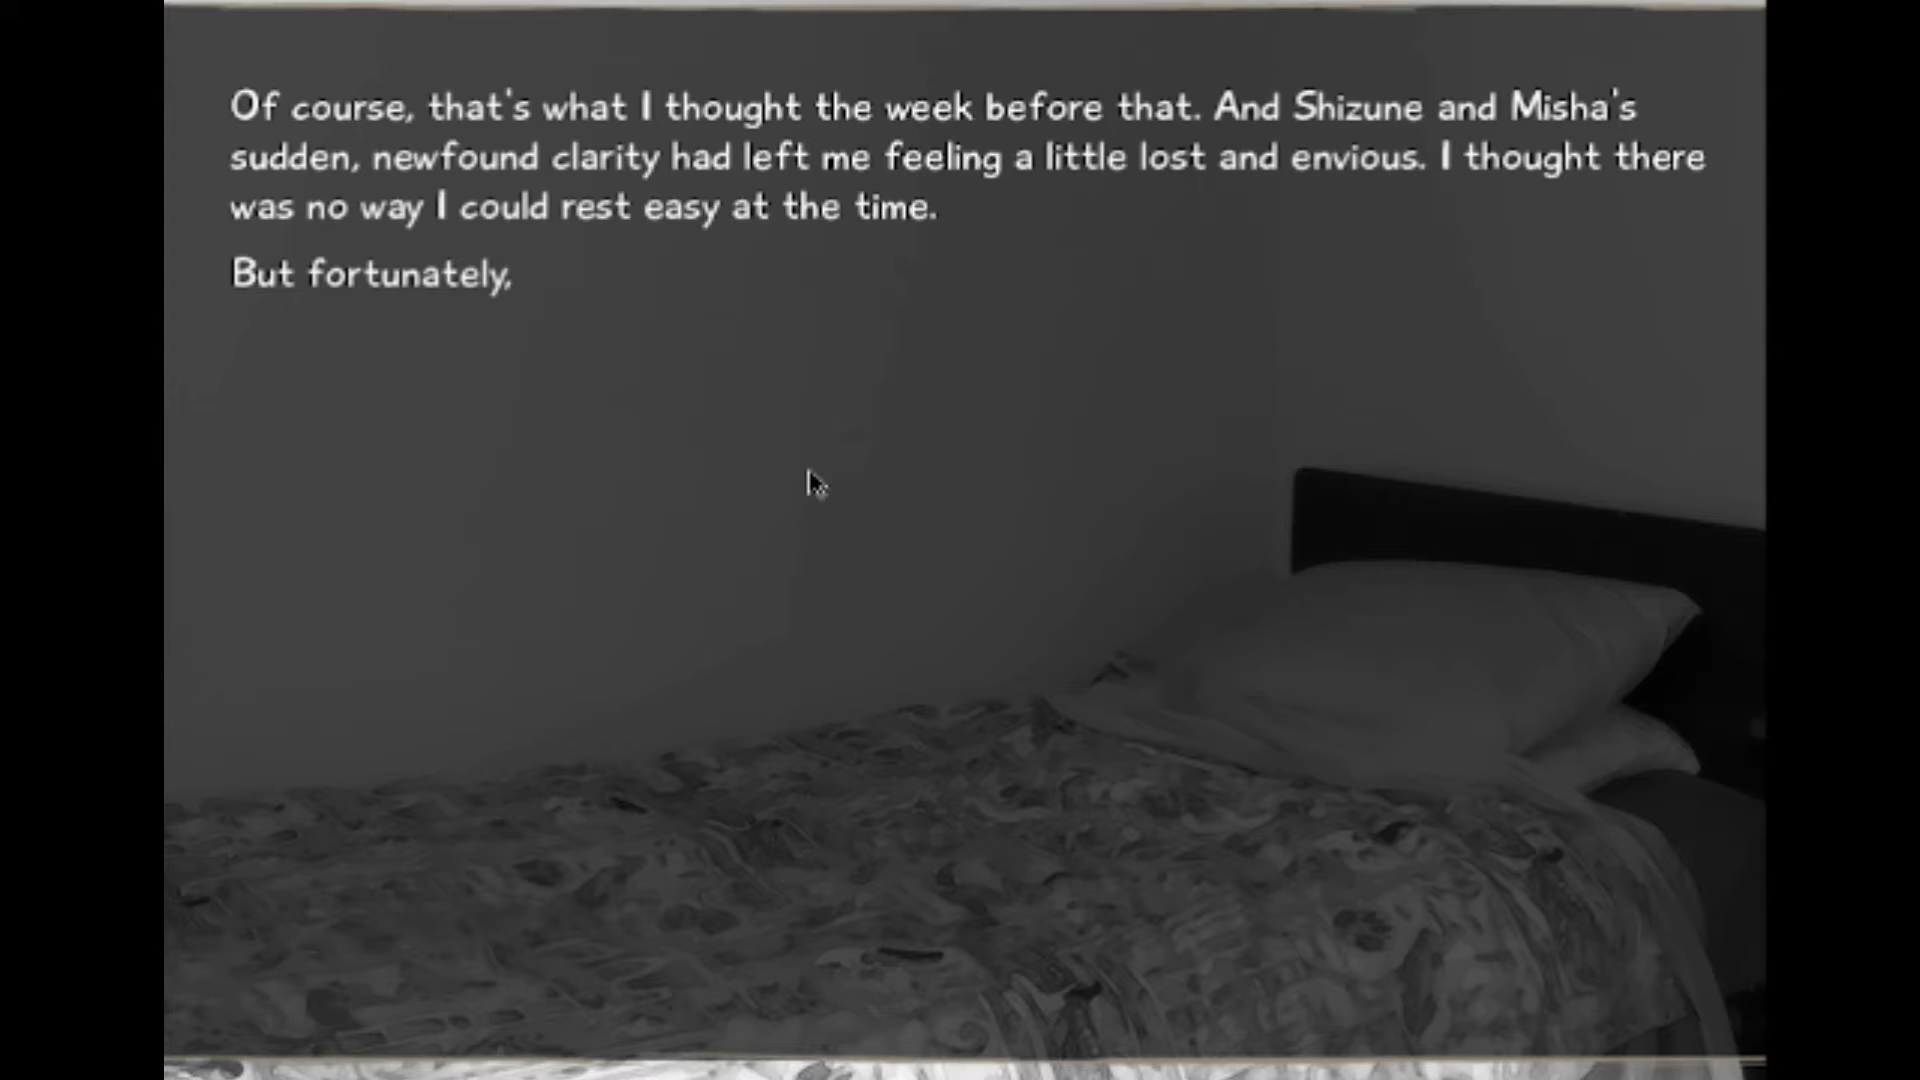 Of course, that's what I thought the week before that. And Shizune and Misha's
sudden, newfound clarity had left me feeling a little lost and envious. I thought there
was no way I could rest easy at the time.
But fortunately,